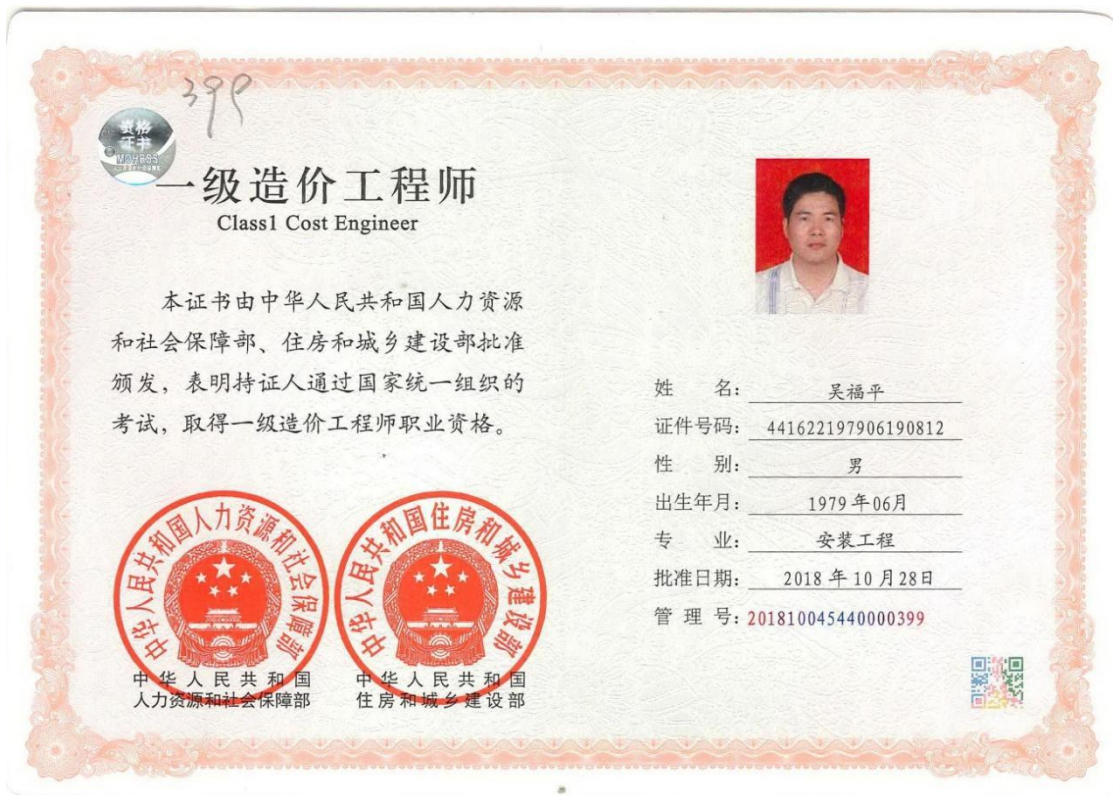 399
资格
证书
MOHRSS
一级造价工程师
Class1 Cost Engineer
本证书由中华人民共和国人力资源
和社会保障部、住房和城乡建设部批准
颁发，表明持证人通过国家统一组织的
考试，取得一级造价工程师职业资格。
中华人民共和国人力资源和社会保障部
中华人民共和国住房和城乡建设部
中华人民共和国
人力资源和社会保障部
中华人民共和国
住房和城乡建设部
姓 名： 吴福平
证件号码： 441622197906190812
性 别： 男
出生年月： 1979年06月
专 业： 安装工程
批准日期： 2018年10月28日
管 理 号：201810045440000399